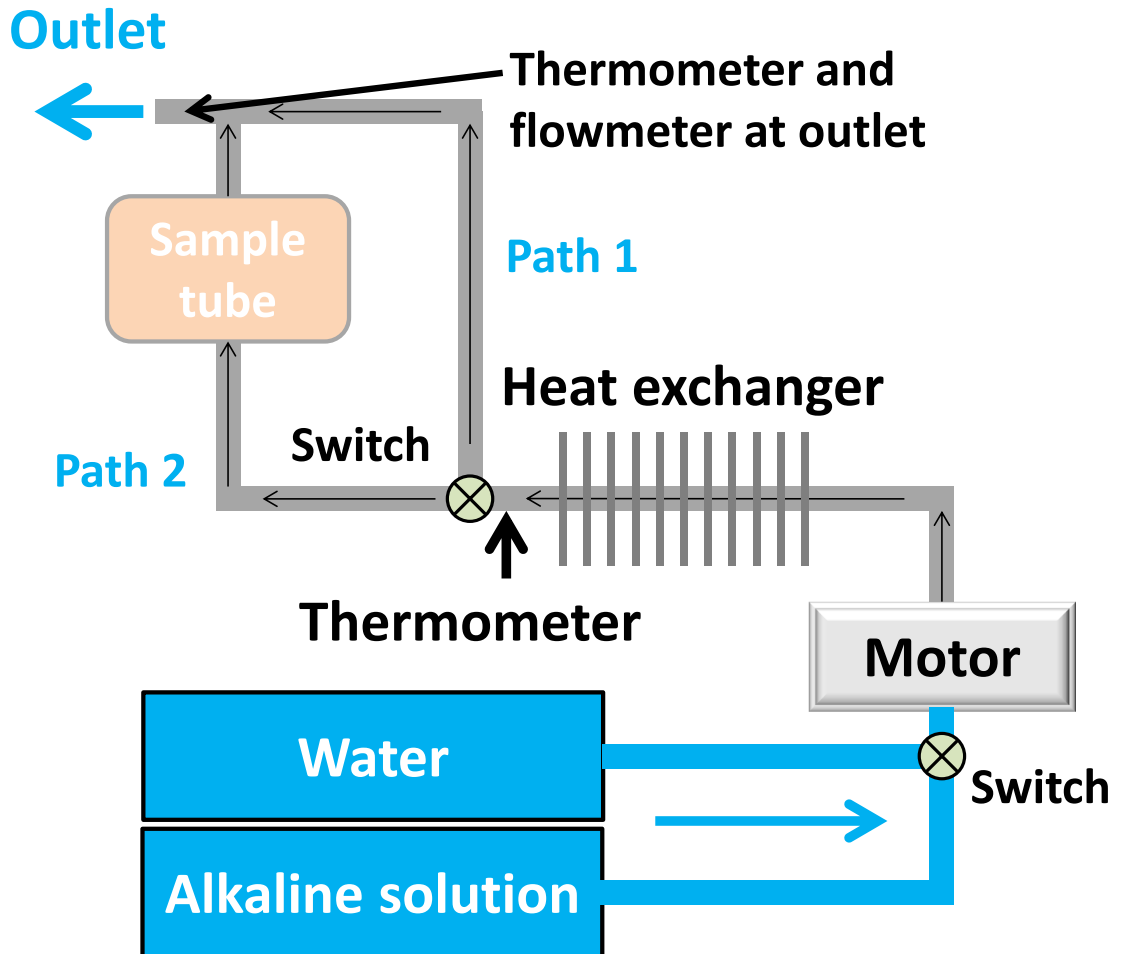 Outlet
Thermometer and
flowmeter at outlet
Sample
tube
Path 1
Heat exchanger
Switch
Path 2
Thermometer
Motor
Water
Switch
Alkaline solution